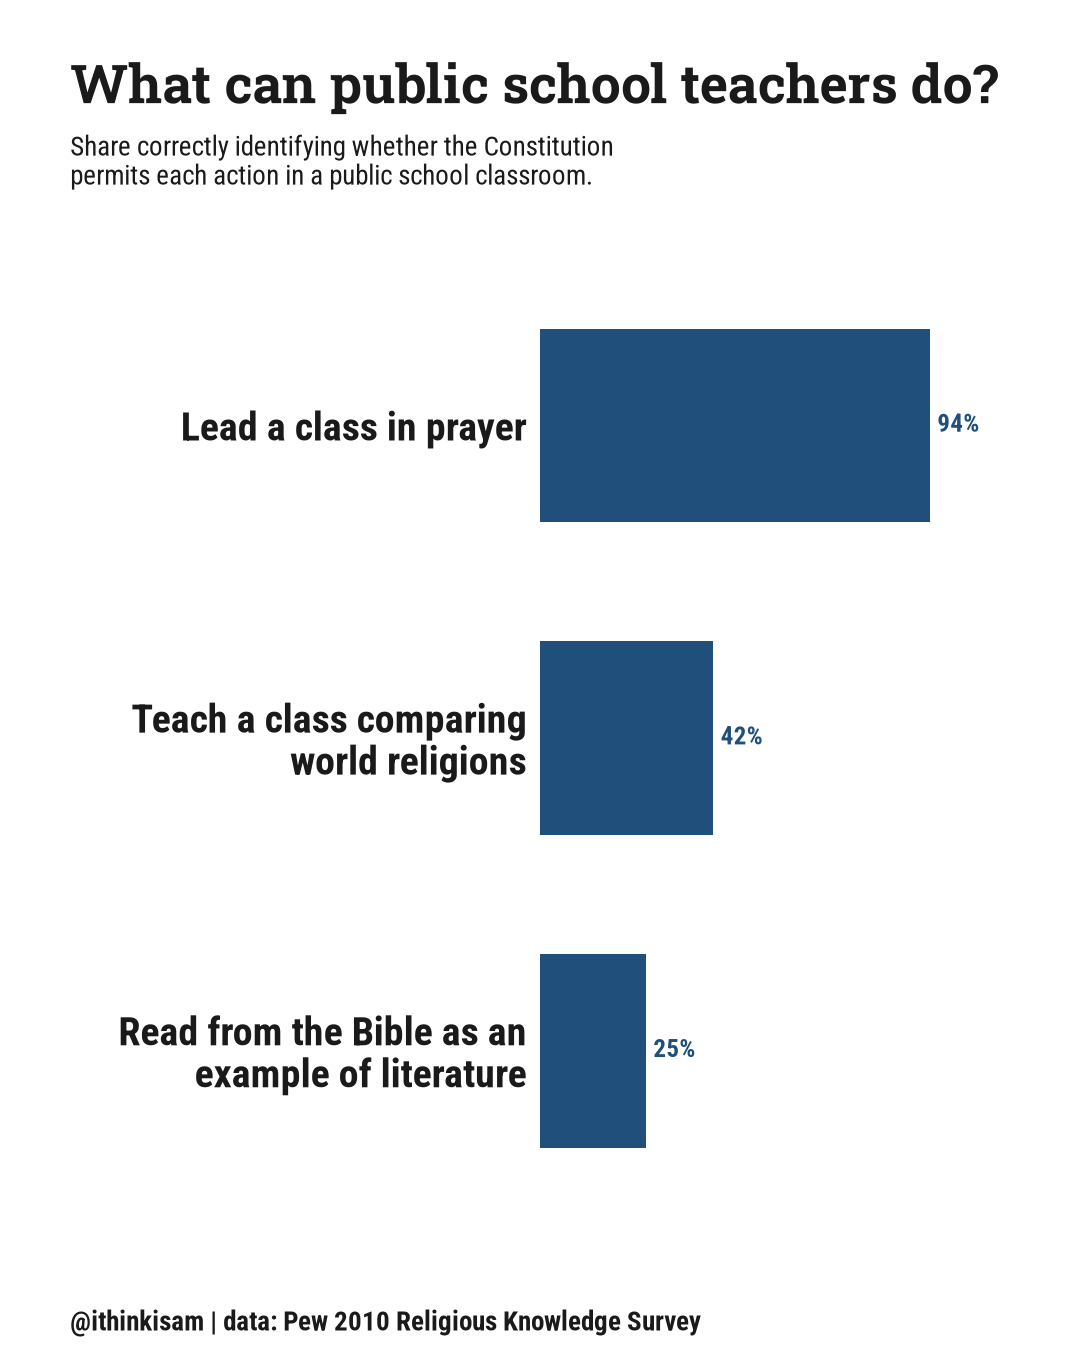 What can public school teachers do?
Share correctly identifying whether the Constitution
permits each action in a public school classroom.
Lead a class in prayer
94%
Teach a class comparing
world religions
42%
Read from the Bible as an
example of literature
25%
@ithinkisam | data: Pew 2010 Religious Knowledge Survey